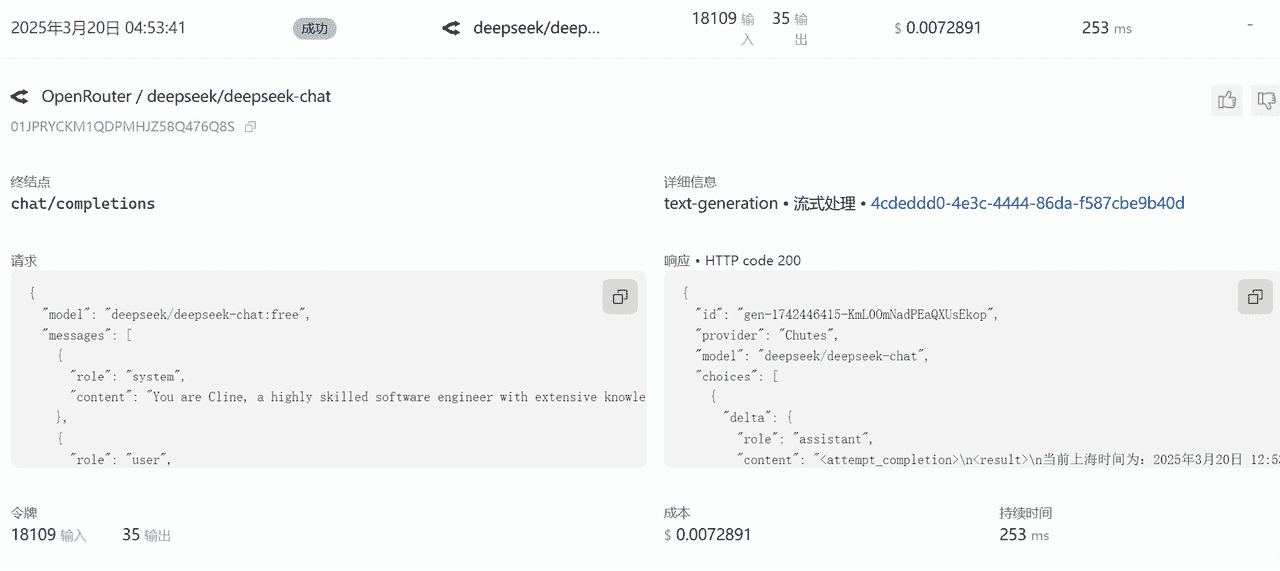 2025年3月20日 04:53:41 成功 deepseek/deep... 18109 输入 35 输出 $ 0.0072891 253 ms -
OpenRouter / deepseek/deepseek-chat
01JPRYCKM1QDPMHJZ58Q476Q8S
终结点 详细信息
chat/completions text-generation • 流式处理 • 4cdeddd0-4e3c-4444-86da-f587cbe9b40d
请求 响应 • HTTP code 200
{
"model": "deepseek/deepseek-chat:free",
"messages": [
{
"role": "system",
"content": "You are Cline, a highly skilled software engineer with extensive knowle
},
{
"role": "user",
{
"id": "gen-1742446415-KmLOOmNadPEaQXUsEkop",
"provider": "Chutes",
"model": "deepseek/deepseek-chat",
"choices": [
{
"delta": {
"role": "assistant",
"content": "<attempt_completion>\n<result>\n当前上海时间为：2025年3月20日 12:53
令牌 成本 持续时间
18109 输入 35 输出 $ 0.0072891 253 ms